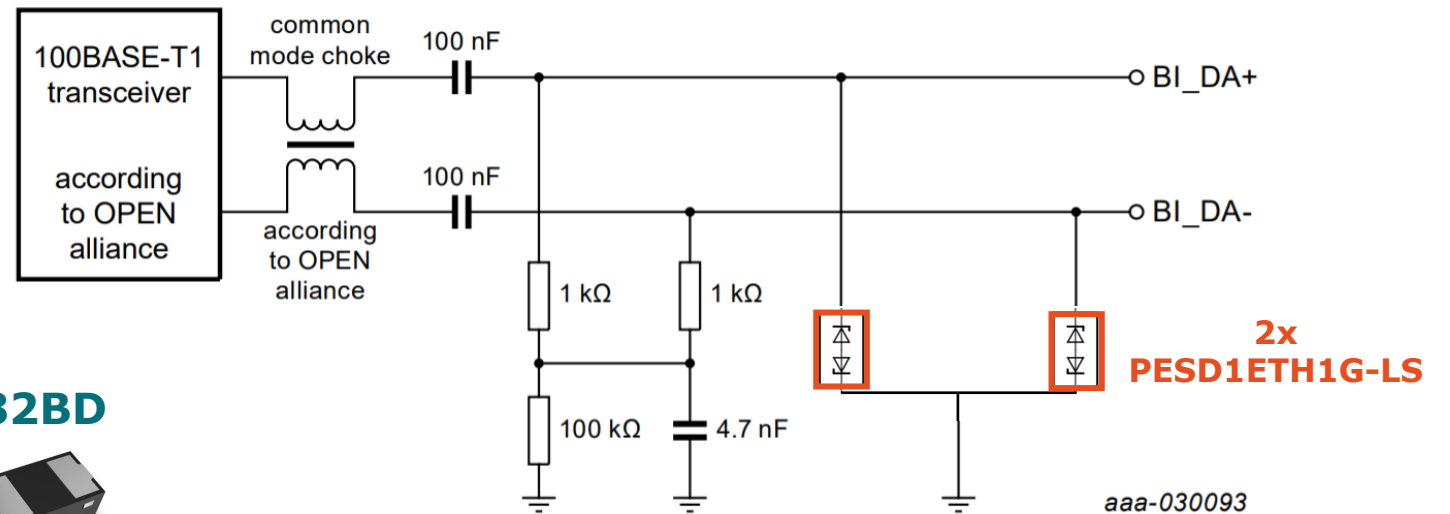 100BASE-T1
transceiver
according
to OPEN
alliance
common
mode choke
according
to OPEN
alliance
100 nF
100 nF
BI_DA+
BI_DA-
1 kΩ
1 kΩ
100 kΩ
4.7 nF
2x
PESD1ETH1G-LS
32BD
aaa-030093